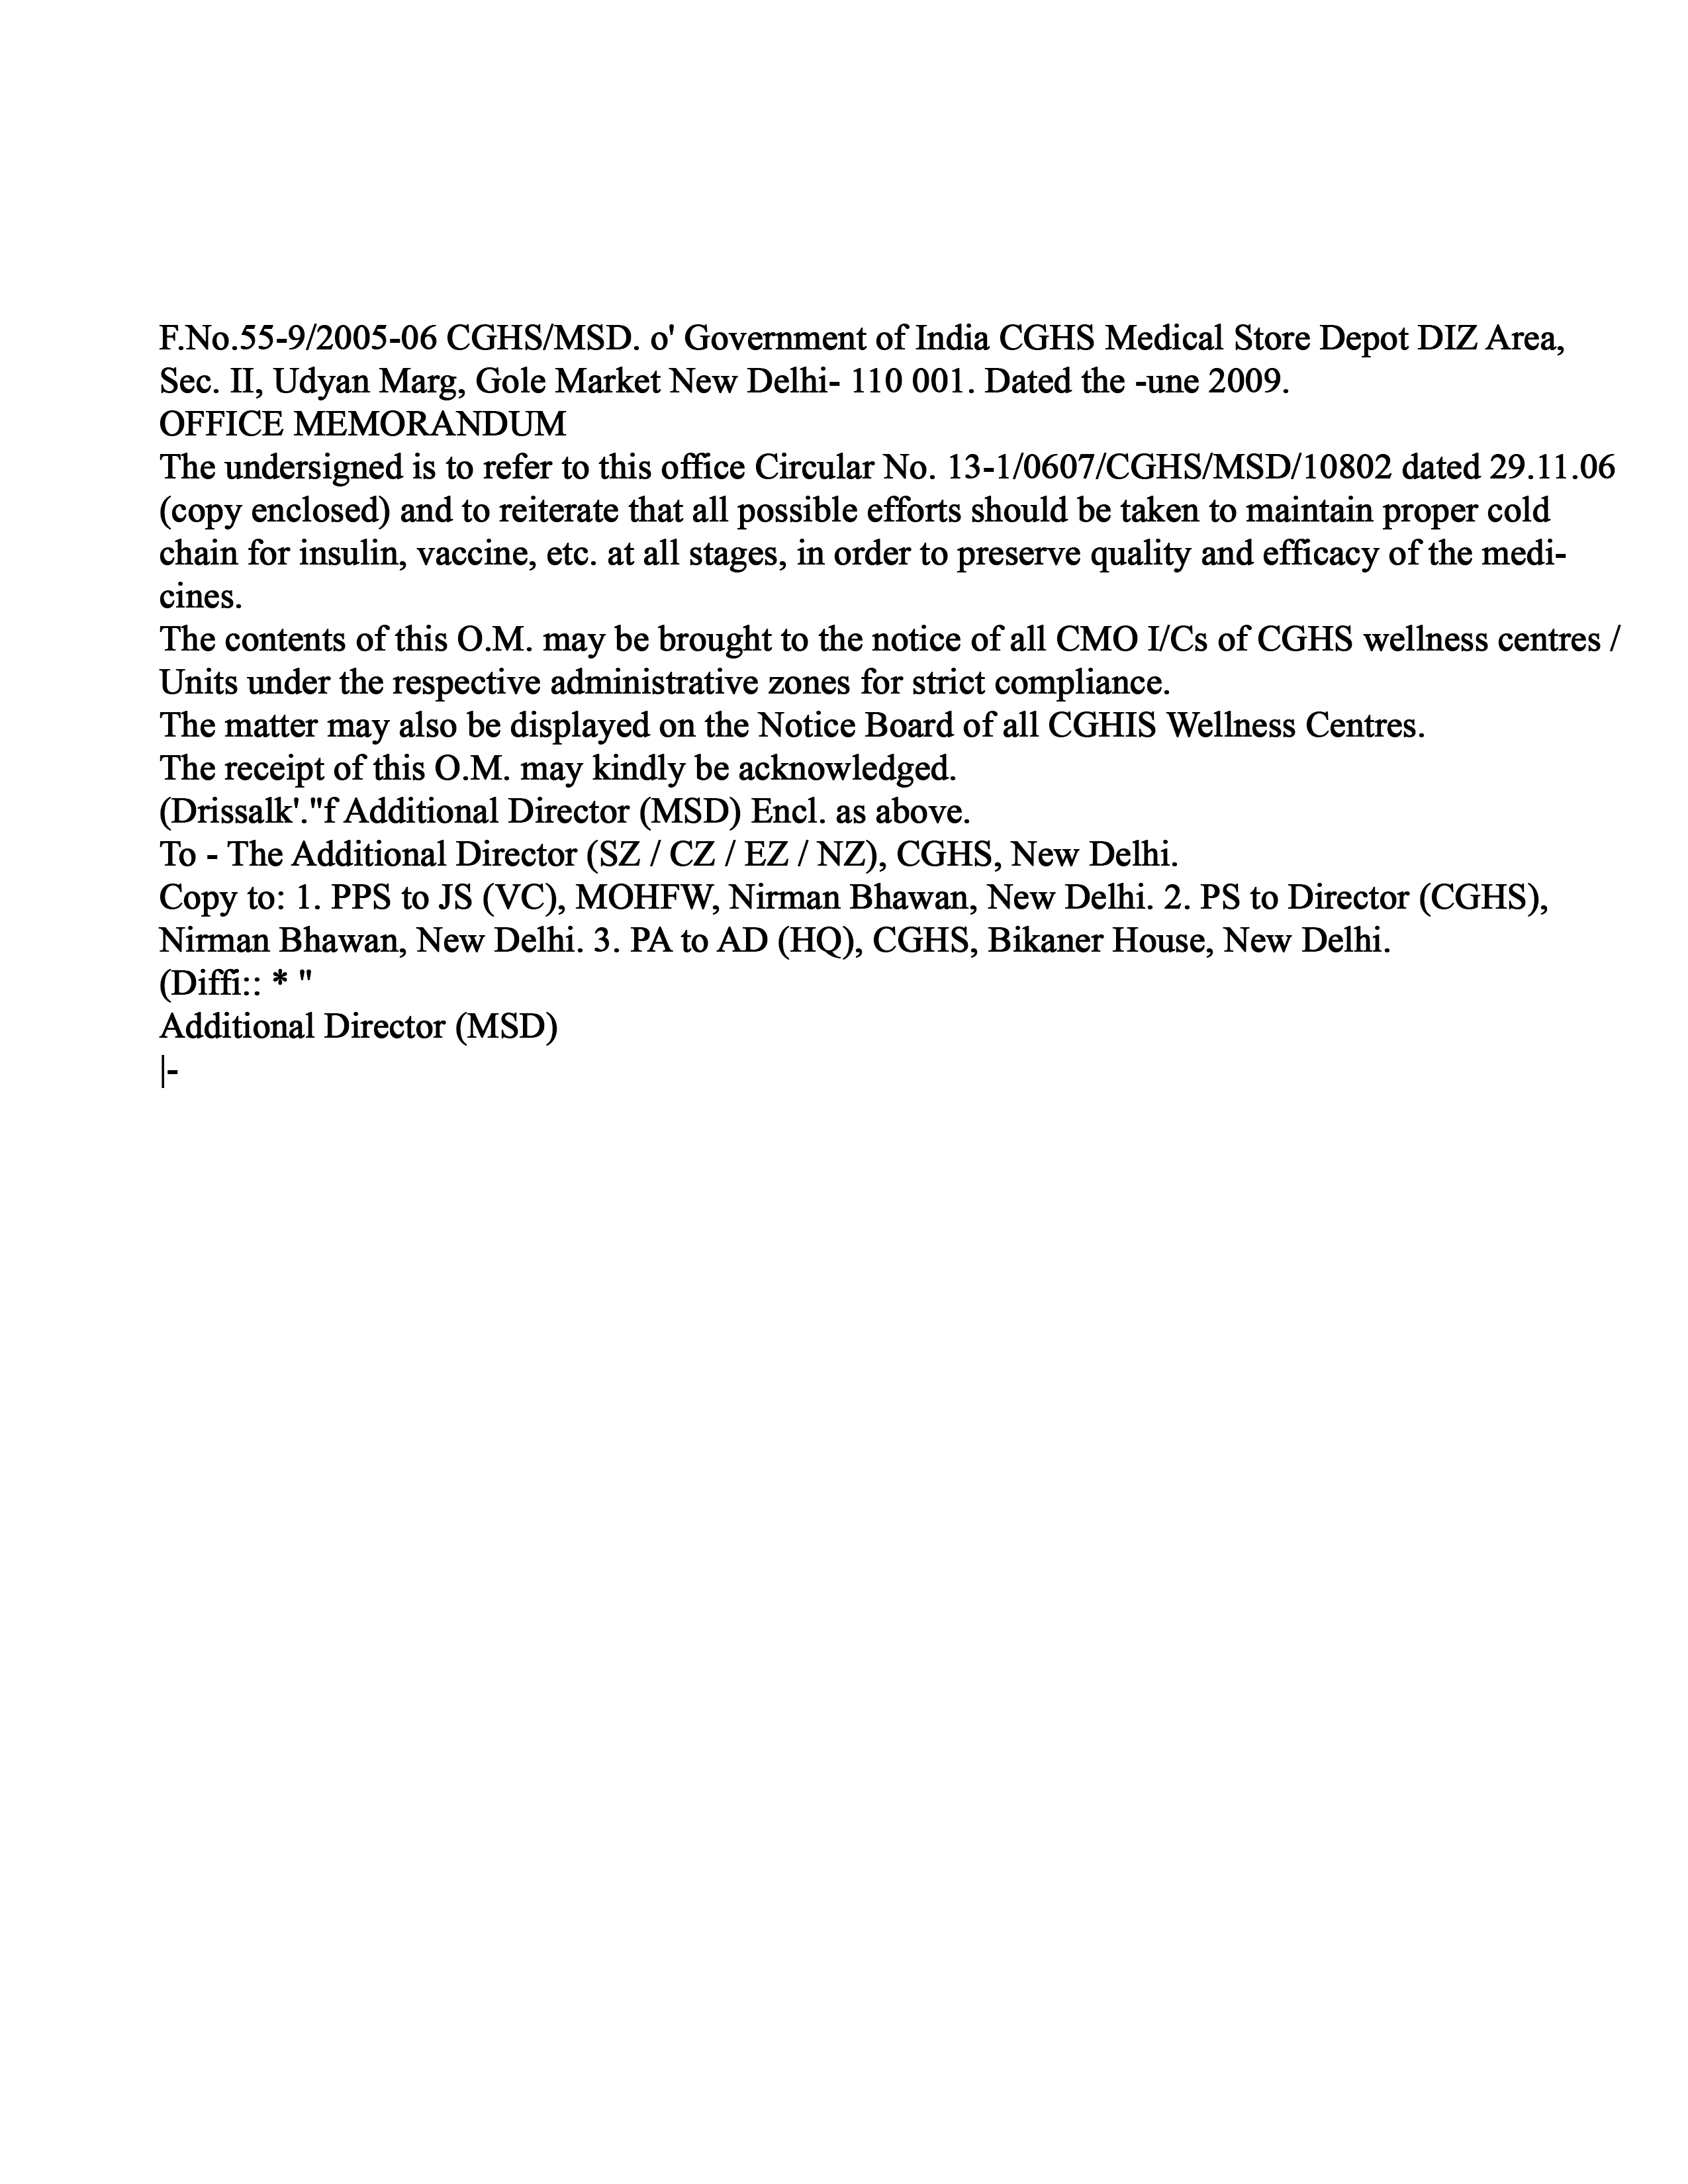 F.No.55-9/2005-06 CGHS/MSD. o' Government of India CGHS Medical Store Depot DIZ Area,
Sec. II, Udyan Marg, Gole Market New Delhi- 110 001. Dated the -une 2009.
OFFICE MEMORANDUM
The undersigned is to refer to this office Circular No. 13-1/0607/CGHS/MSD/10802 dated 29.11.06
(copy enclosed) and to reiterate that all possible efforts should be taken to maintain proper cold
chain for insulin, vaccine, etc. at all stages, in order to preserve quality and efficacy of the medi-
cines.
The contents of this O.M. may be brought to the notice of all CMO I/Cs of CGHS wellness centres /
Units under the respective administrative zones for strict compliance.
The matter may also be displayed on the Notice Board of all CGHIS Wellness Centres.
The receipt of this O.M. may kindly be acknowledged.
(Drissalk'."f Additional Director (MSD) Encl. as above.
To - The Additional Director (SZ / CZ / EZ / NZ), CGHS, New Delhi.
Copy to: 1. PPS to JS (VC), MOHFW, Nirman Bhawan, New Delhi. 2. PS to Director (CGHS),
Nirman Bhawan, New Delhi. 3. PA to AD (HQ), CGHS, Bikaner House, New Delhi.
(Diffi:: * "
Additional Director (MSD)
|-